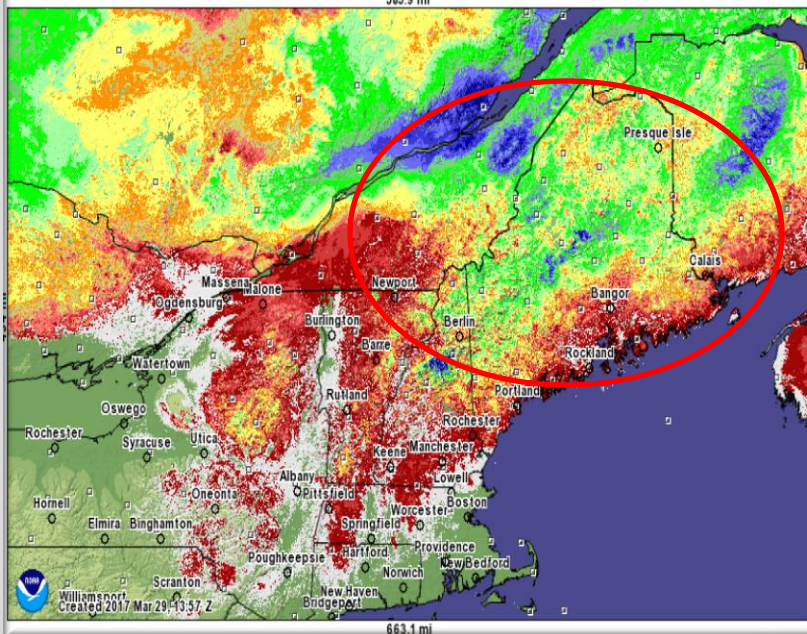 Presque Isle
Calais
Massena
Malone
Newport
Ogdensburg
Bangor
Burlington
Berlin
Barre
Rockland
Watertown
Rutland
Portland
Oswego
Rochester
Rochester
Syracuse
Utica
Keene
Manchester
Albany
Lowell
Pittsfield
Hornell
Oneonta
Worcester
Boston
Elmira
Binghamton
Springfield
Hartford
Providence
Poughkeepsie
New Bedford
Norwich
Scranton
New Haven
Williamsport
Bridgeport
Created 2017 Mar 29, 13:57 Z
noaa
663.1 mi